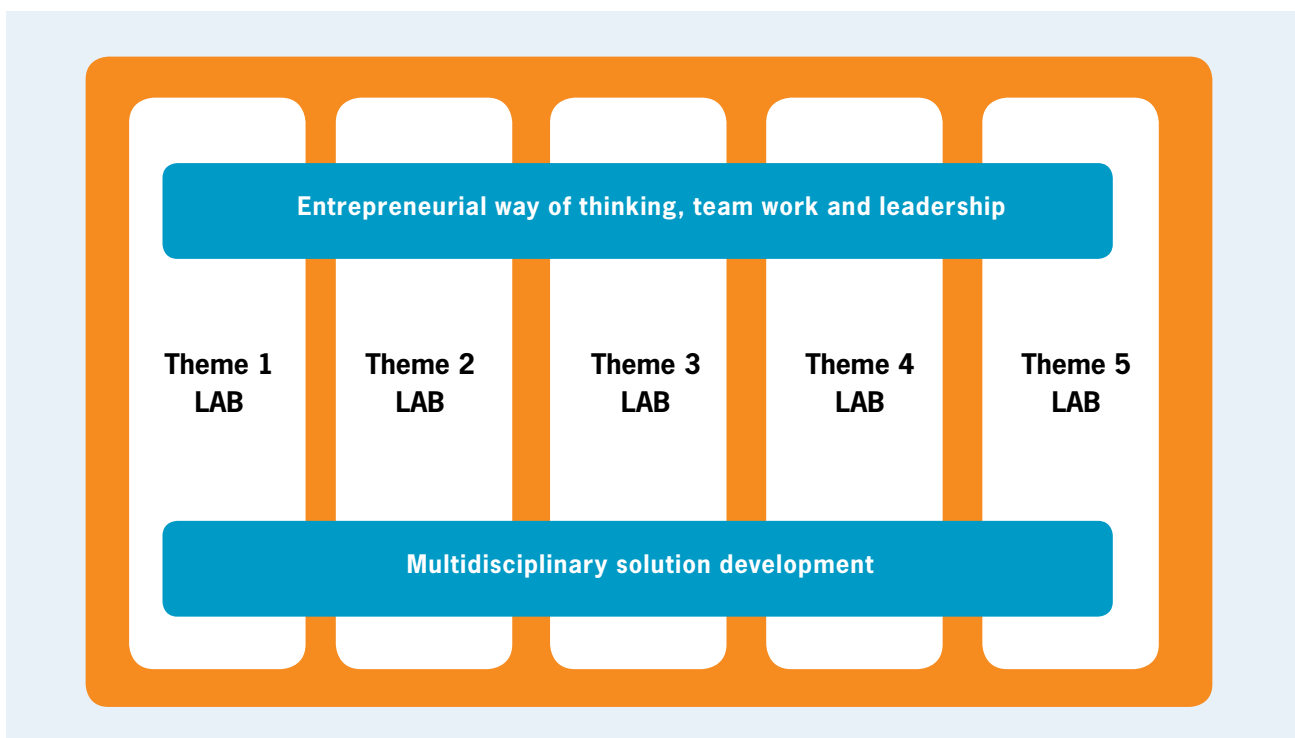 Entrepreneurial way of thinking, team work and leadership
Theme 1
LAB
Theme 2
LAB
Theme 3
LAB
Theme 4
LAB
Theme 5
LAB
Multidisciplinary solution development